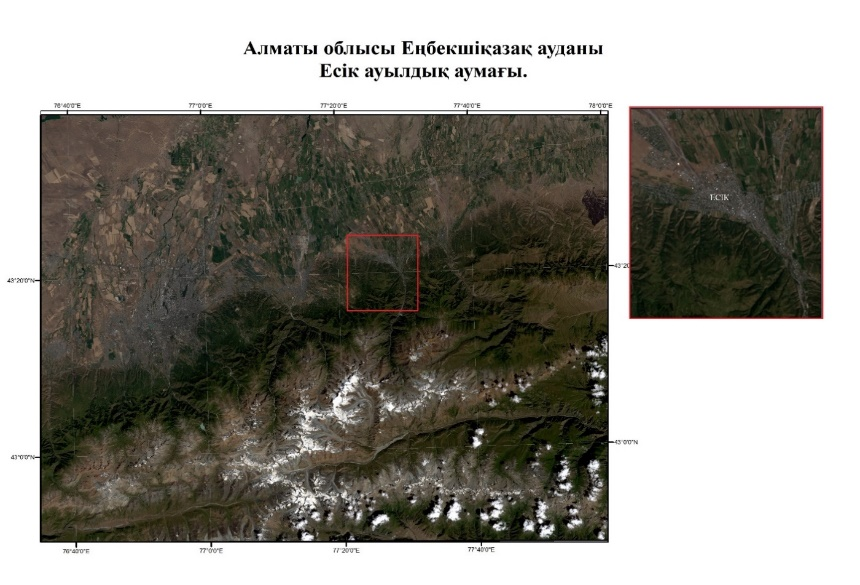 Алматы облысы Еңбекшіқазақ ауданы
Есік ауылдық аумағы.
76°40'0"E 77°0'0"E 77°20'0"E 77°40'0"E 78°0'0"E
ЕСІК
43°20'0"N
43°0'0"N 43°0'0"N
76°40'0"E 77°0'0"E 77°20'0"E 77°40'0"E